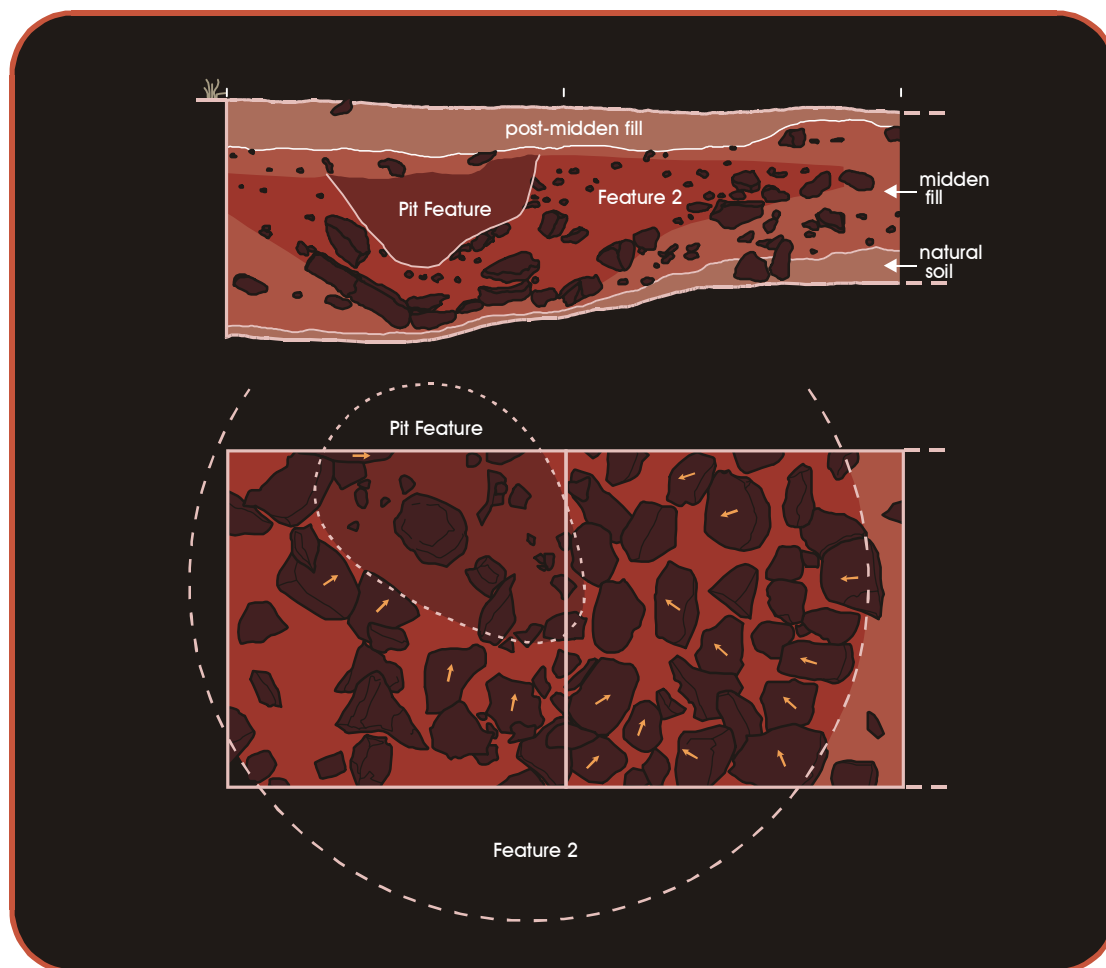 post-midden fill
Pit Feature
Feature 2
midden
fill
natural
soil
Pit Feature
Feature 2